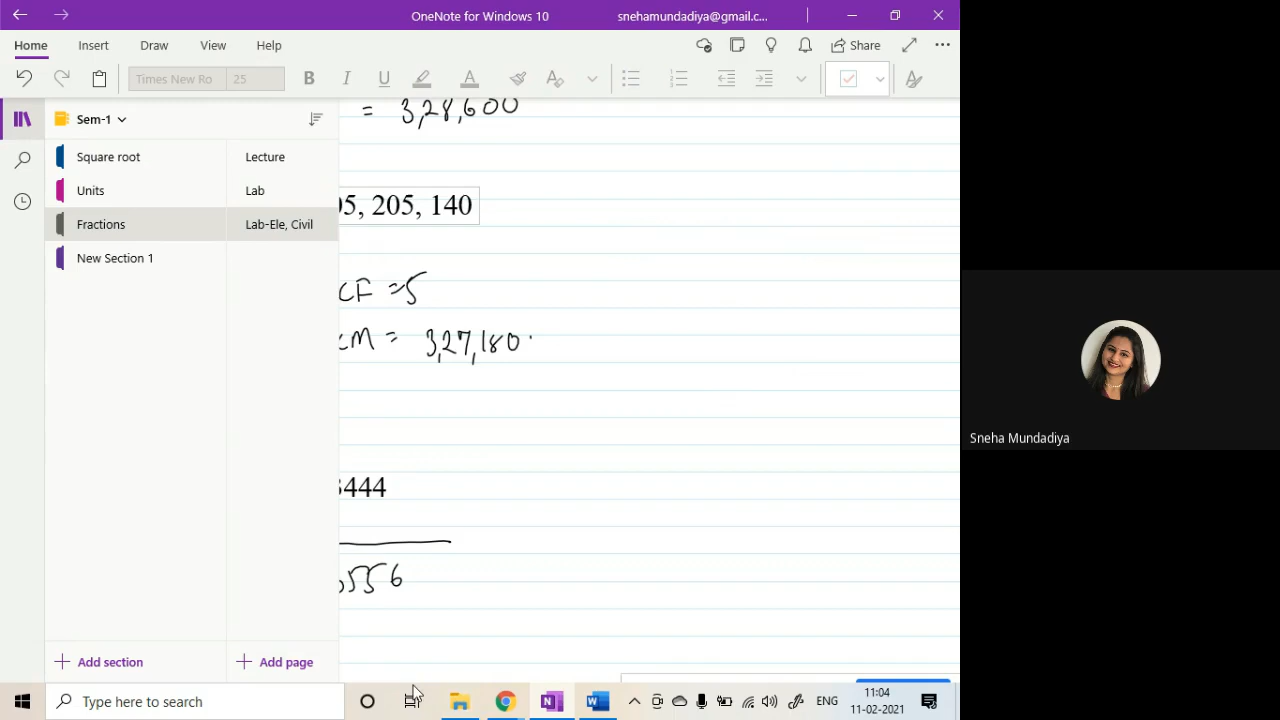 OneNote for Windows 10 snehamundadiya@gmail.c...
Home Insert Draw View Help Share
Times New Ro 25 B I U A
Sem-1
= 3,28,600
Square root Lecture
Units Lab
Fractions Lab-Ele, Civil
New Section 1
05, 205, 140
CF = 5
CM = 3,27,180
3444
5556
Sneha Mundadiya
Add section Add page
Type here to search
ENG
11:04
11-02-2021